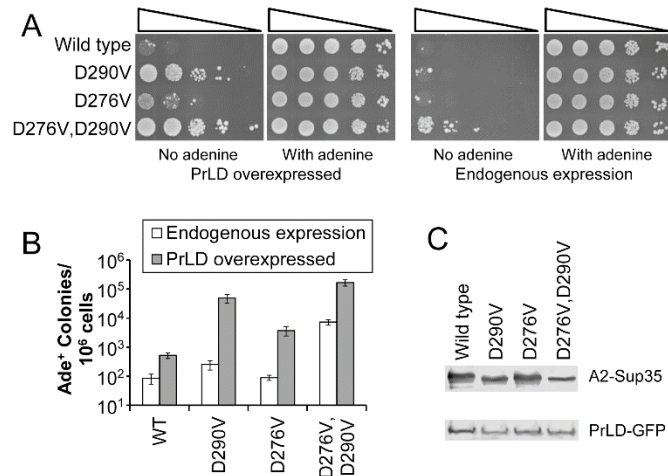 A
Wild type
D290V
D276V
D276V,D290V
No adenine
With adenine
No adenine
With adenine
PrLD overexpressed
Endogenous expression
B
Endogenous expression
PrLD overexpressed
Ade⁺ Colonies/
10⁶ cells
10⁶
10⁵
10⁴
10³
10²
10¹
WT
D290V
D276V
D276V,
D290V
C
Wild type
D290V
D276V
D276V,D290V
A2-Sup35
PrLD-GFP